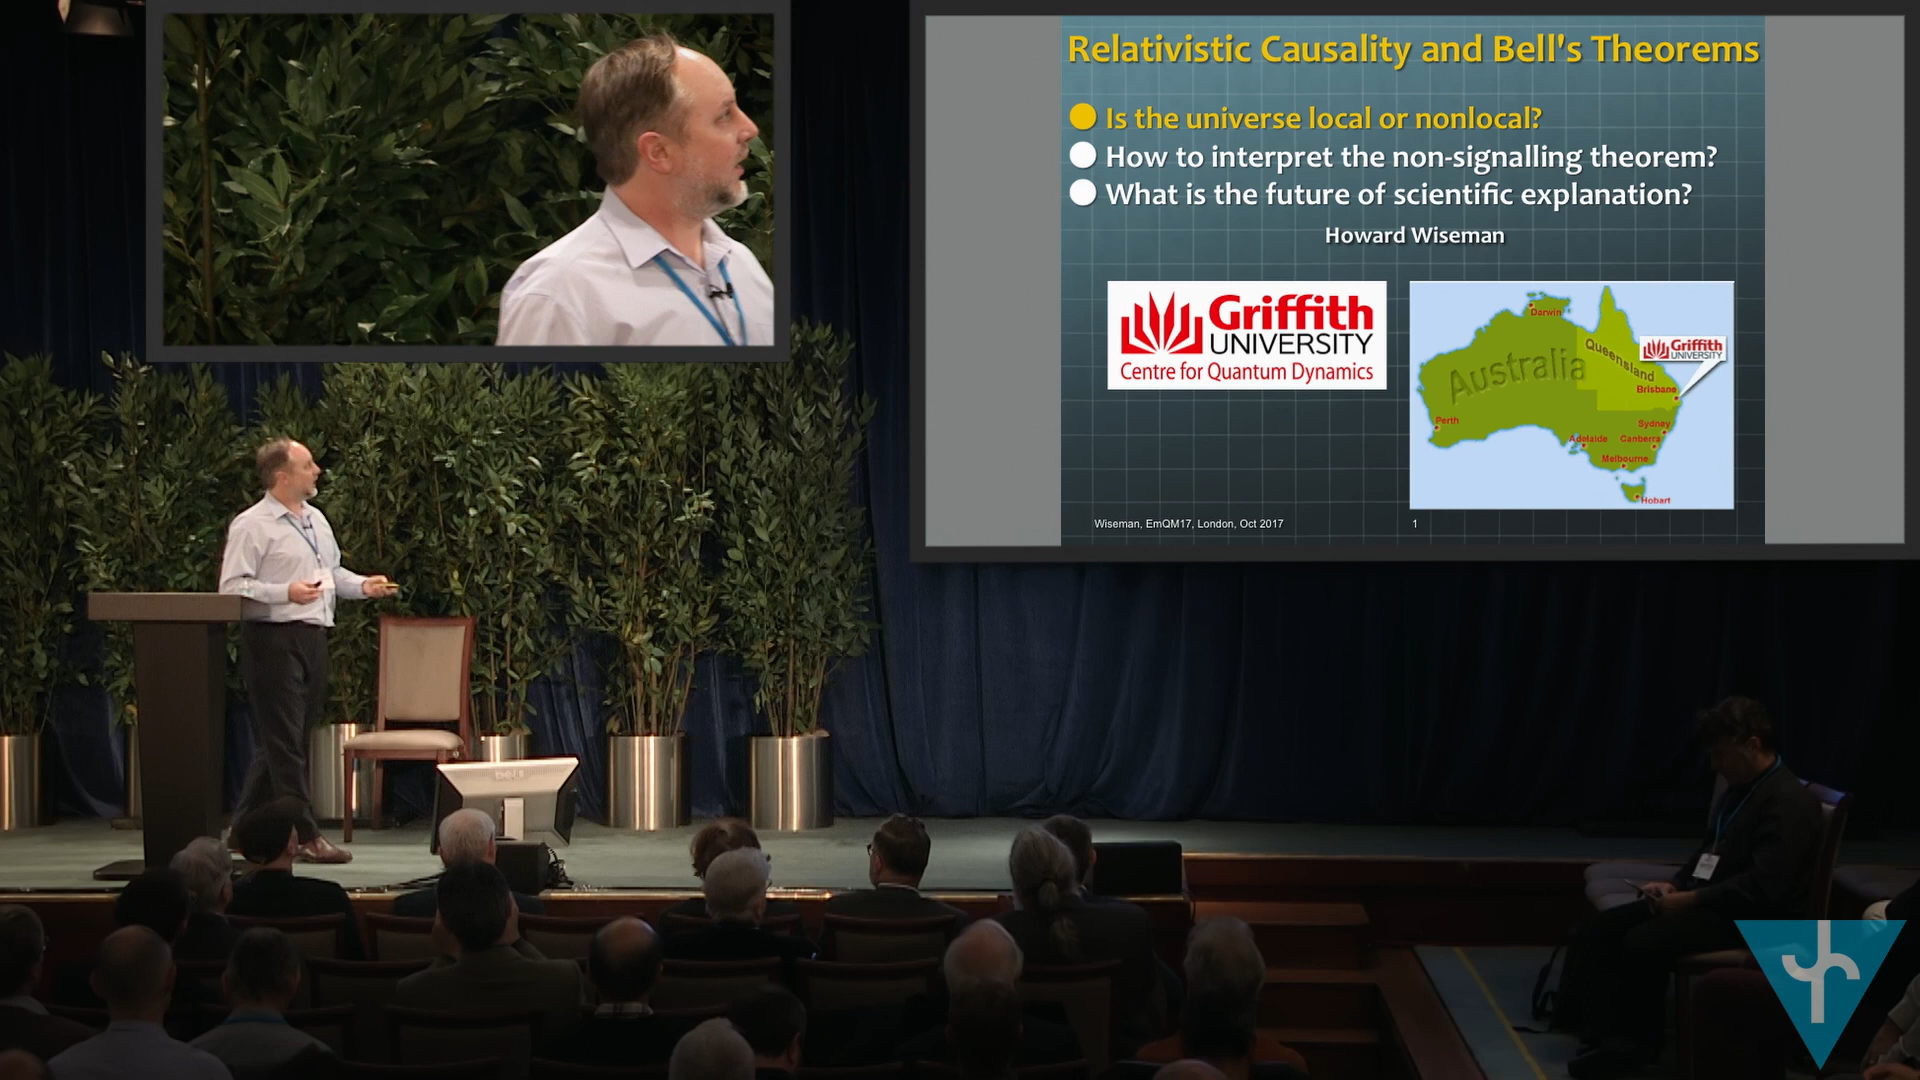 Relativistic Causality and Bell's Theorems
Is the universe local or nonlocal?
How to interpret the non-signalling theorem?
What is the future of scientific explanation?
Howard Wiseman
Griffith
UNIVERSITY
Centre for Quantum Dynamics
Darwin
Australia
Queensland
Griffith
UNIVERSITY
Brisbane
Perth
Sydney
Adelaide Canberra
Melbourne
Hobart
Wiseman, EmQM17, London, Oct 2017 1